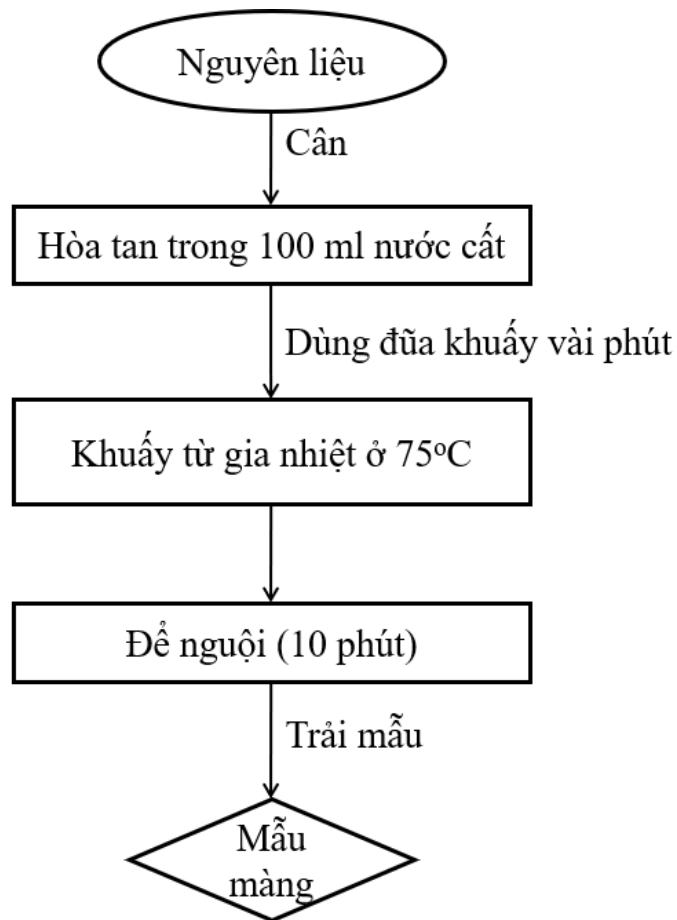 Nguyên liệu
Cân
Hòa tan trong 100 ml nước cất
Dùng đũa khuấy vài phút
Khuấy từ gia nhiệt ở 75°C
Để nguội (10 phút)
Trải mẫu
Mẫu
màng